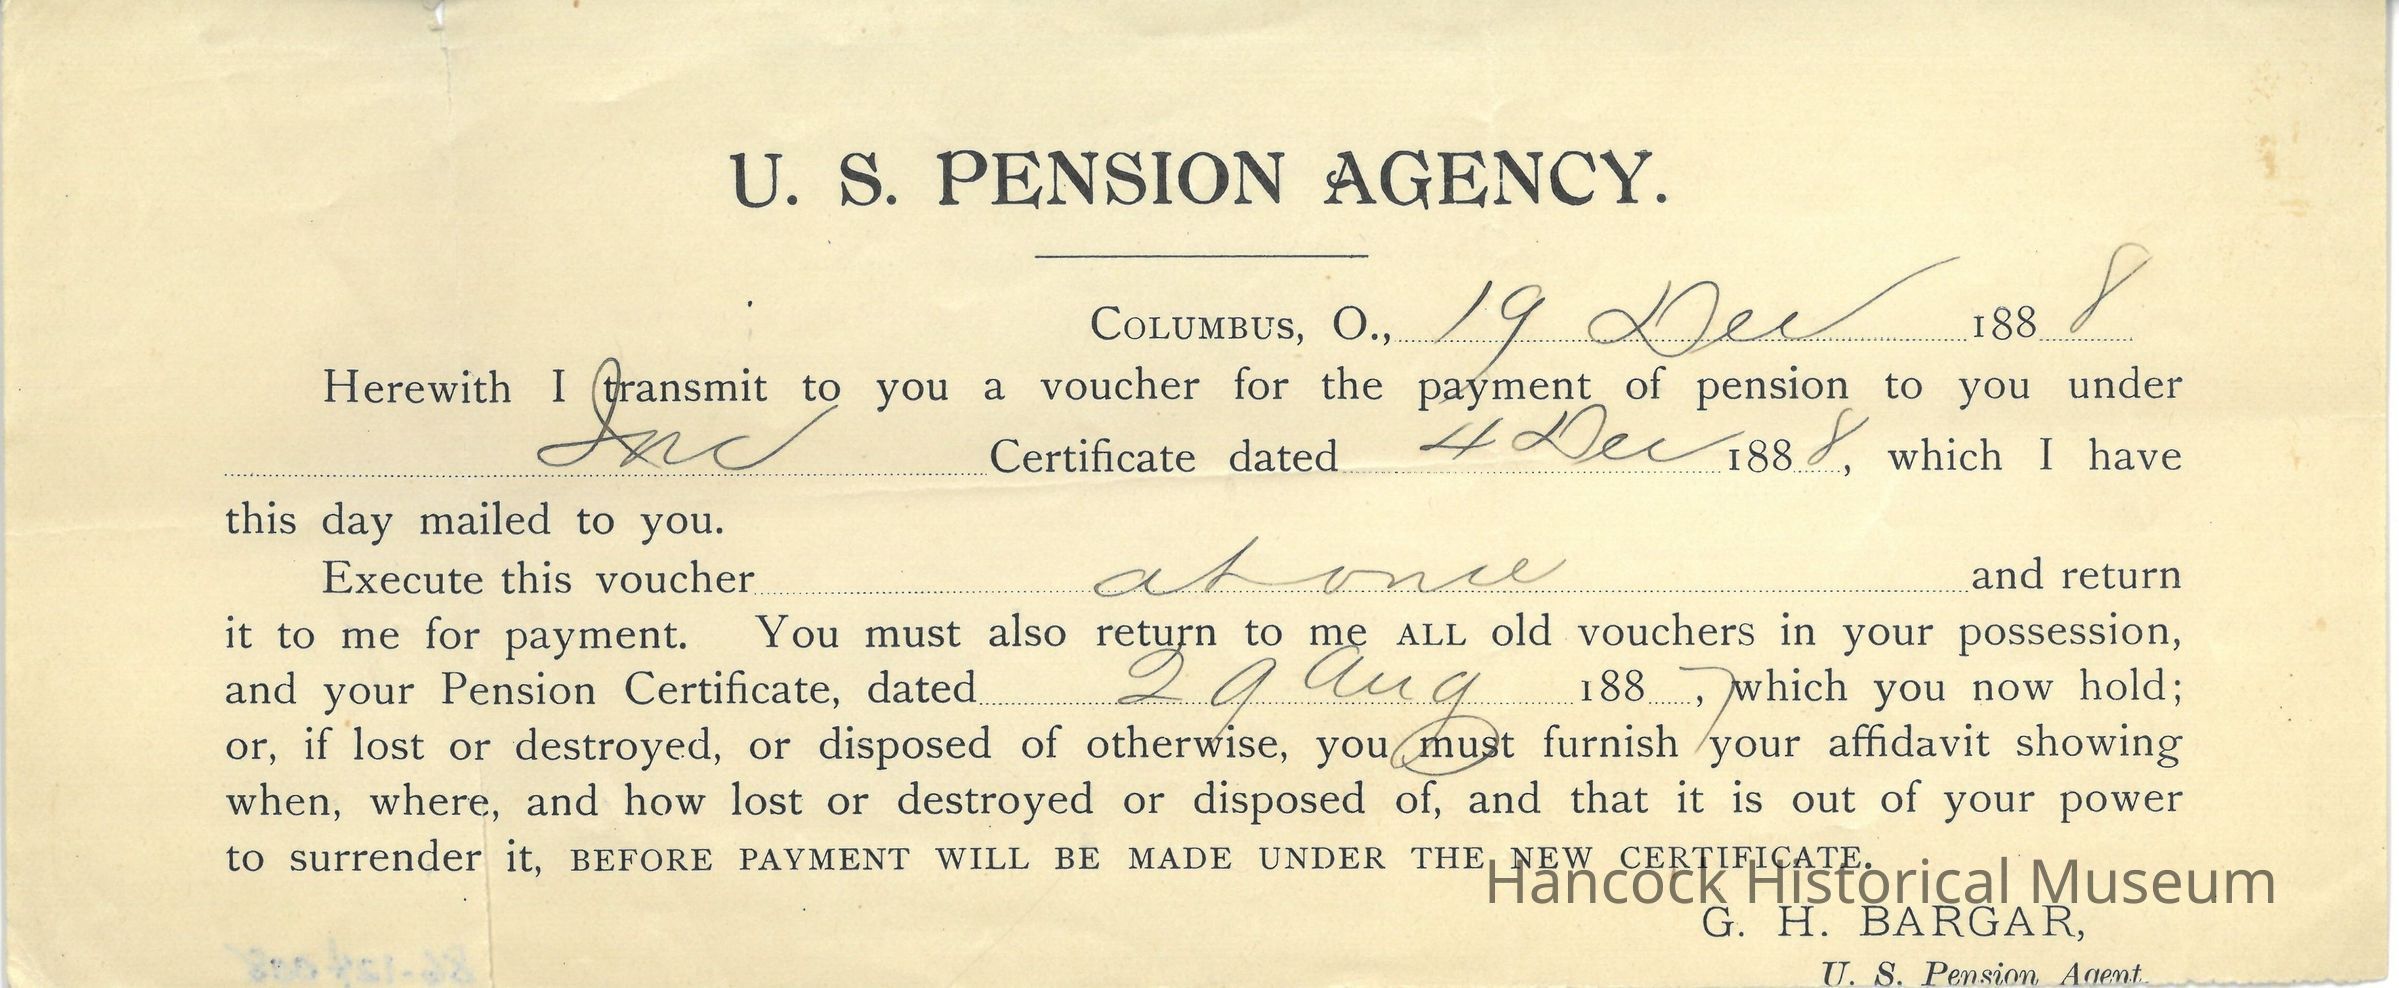 U. S. PENSION AGENCY.
COLUMBUS, O., 19 Dec 1888
Herewith I transmit to you a voucher for the payment of pension to you under
Inc Certificate dated 4 Dec 1888, which I have
this day mailed to you.
Execute this voucher at once and return
it to me for payment. You must also return to me ALL old vouchers in your possession,
and your Pension Certificate, dated 29 Aug 1887, which you now hold;
or, if lost or destroyed, or disposed of otherwise, you must furnish your affidavit showing
when, where, and how lost or destroyed or disposed of, and that it is out of your power
to surrender it, BEFORE PAYMENT WILL BE MADE UNDER THE NEW CERTIFICATE.
Hancock Historical Museum
G. H. BARGAR,
U. S. Pension Agent.